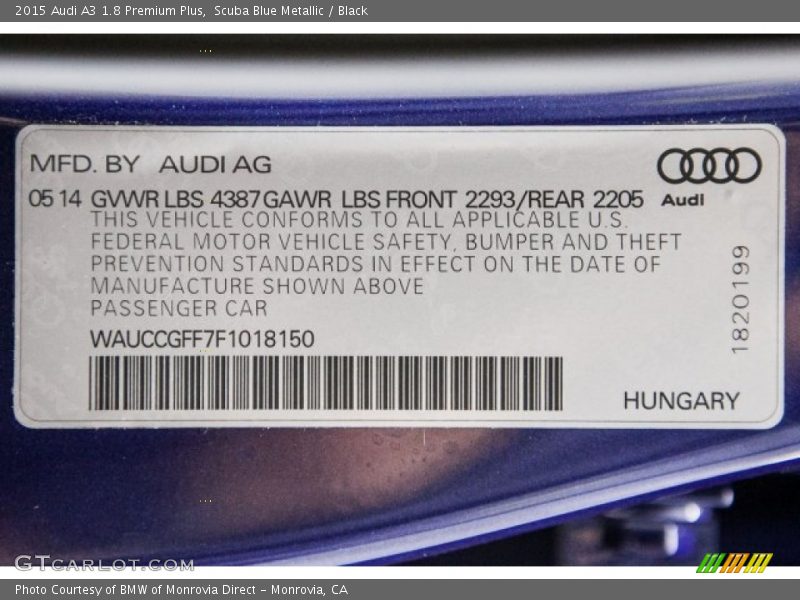 2015 Audi A3 1.8 Premium Plus,  Scuba Blue Metallic / Black
MFD. BY  AUDI AG
05 14  GVWR LBS 4387 GAWR  LBS FRONT  2293/REAR  2205
Audi
THIS VEHICLE CONFORMS TO ALL APPLICABLE U.S.
FEDERAL MOTOR VEHICLE SAFETY, BUMPER AND THEFT
PREVENTION STANDARDS IN EFFECT ON THE DATE OF
MANUFACTURE SHOWN ABOVE
PASSENGER CAR
WAUCCGFF7F1018150
1820199
HUNGARY
GTCARLOT.COM
Photo Courtesy of BMW of Monrovia Direct - Monrovia, CA